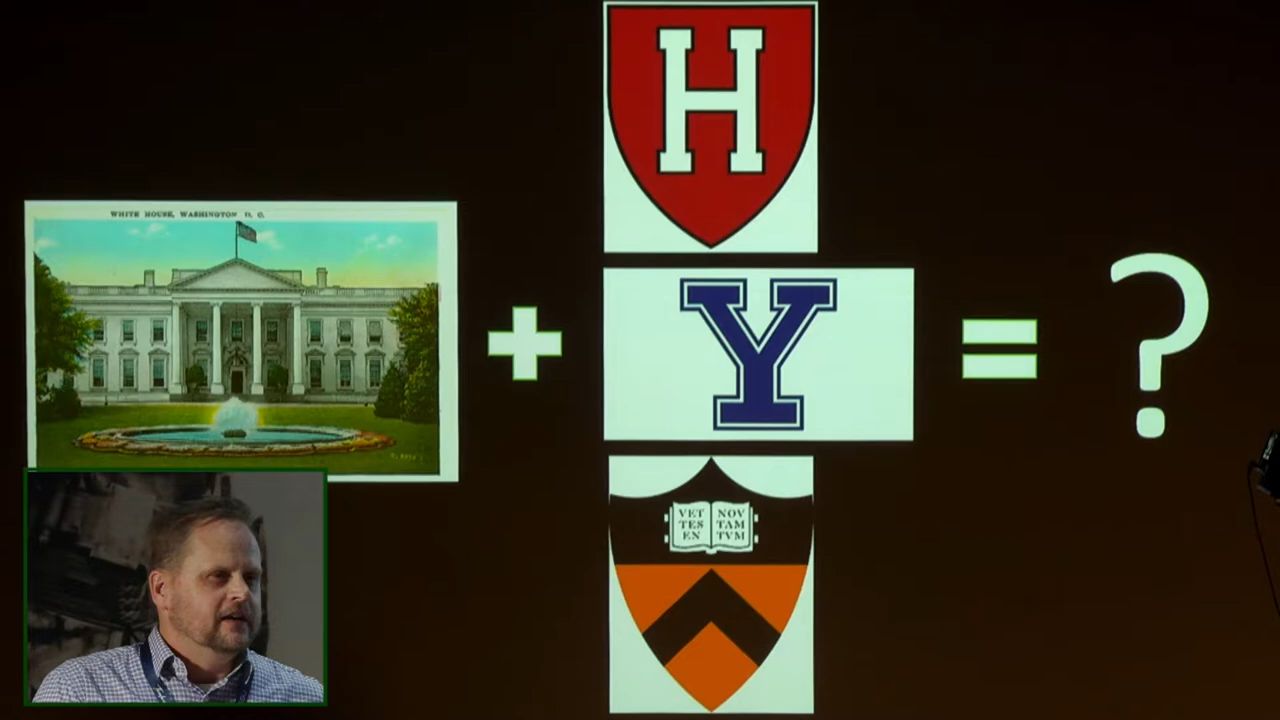 WHITE HOUSE, WASHINGTON D. C.
+
H
Y
=
?
VET NOV
TES TAM
EN TVM